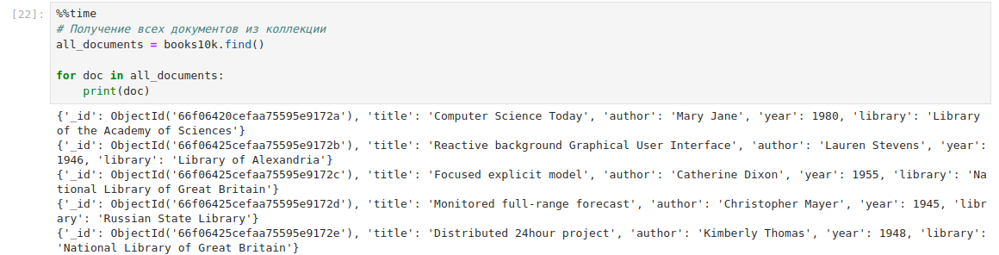 [22]: %%time
# Получение всех документов из коллекции
all_documents = books10k.find()
for doc in all_documents:
    print(doc)
{'_id': ObjectId('66f06420cefaa75595e9172a'), 'title': 'Computer Science Today', 'author': 'Mary Jane', 'year': 1980, 'library': 'Library
of the Academy of Sciences'}
{'_id': ObjectId('66f06425cefaa75595e9172b'), 'title': 'Reactive background Graphical User Interface', 'author': 'Lauren Stevens', 'year':
1946, 'library': 'Library of Alexandria'}
{'_id': ObjectId('66f06425cefaa75595e9172c'), 'title': 'Focused explicit model', 'author': 'Catherine Dixon', 'year': 1955, 'library': 'Na
tional Library of Great Britain'}
{'_id': ObjectId('66f06425cefaa75595e9172d'), 'title': 'Monitored full-range forecast', 'author': 'Christopher Mayer', 'year': 1945, 'libr
ary': 'Russian State Library'}
{'_id': ObjectId('66f06425cefaa75595e9172e'), 'title': 'Distributed 24hour project', 'author': 'Kimberly Thomas', 'year': 1948, 'library':
'National Library of Great Britain'}